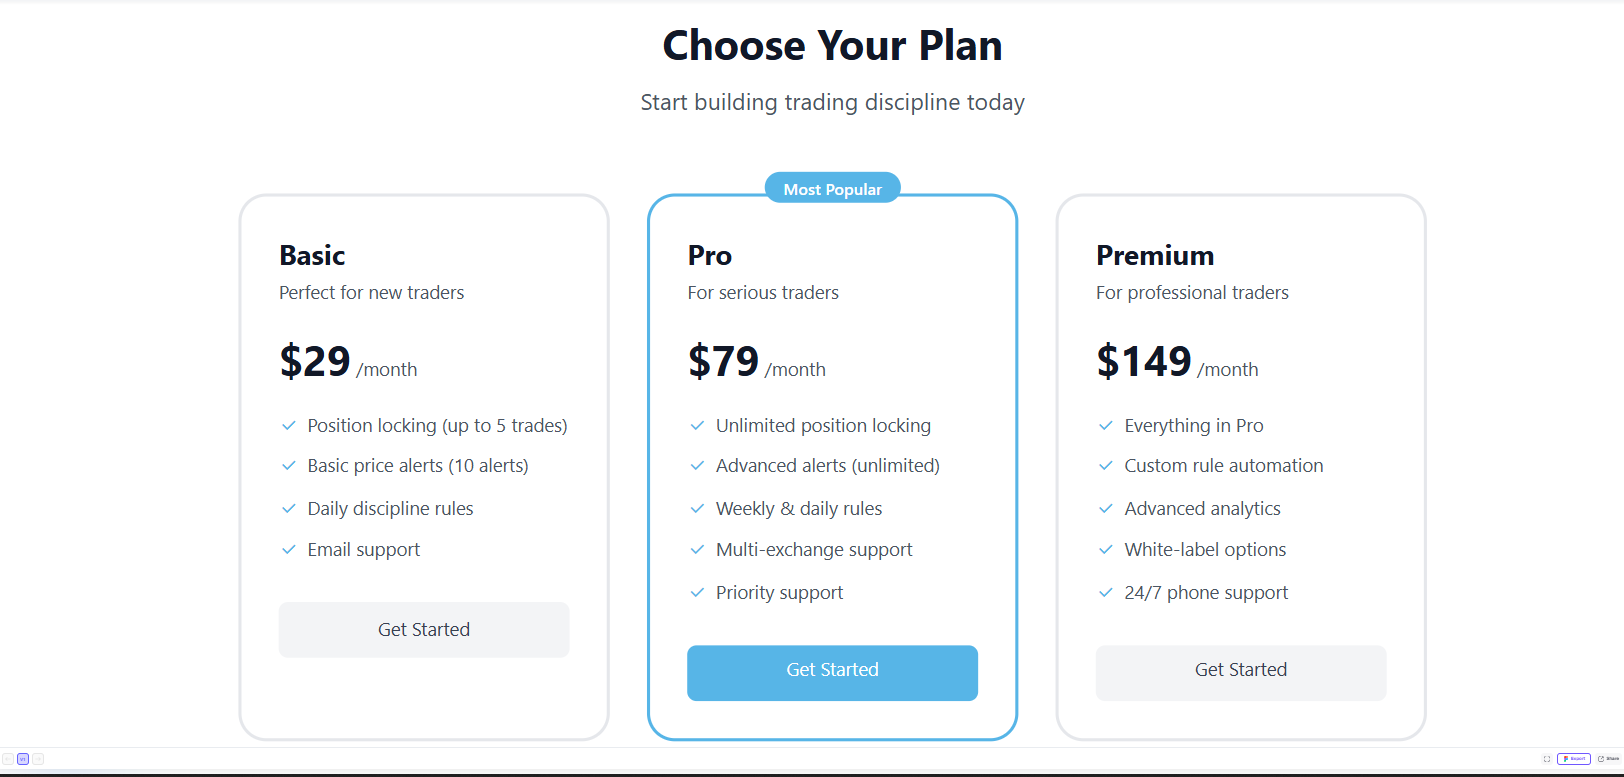 Choose Your Plan
Start building trading discipline today
Most Popular
Basic
Perfect for new traders
$29 /month
Position locking (up to 5 trades)
Basic price alerts (10 alerts)
Daily discipline rules
Email support
Get Started
Pro
For serious traders
$79 /month
Unlimited position locking
Advanced alerts (unlimited)
Weekly & daily rules
Multi-exchange support
Priority support
Get Started
Premium
For professional traders
$149 /month
Everything in Pro
Custom rule automation
Advanced analytics
White-label options
24/7 phone support
Get Started
Export
Share